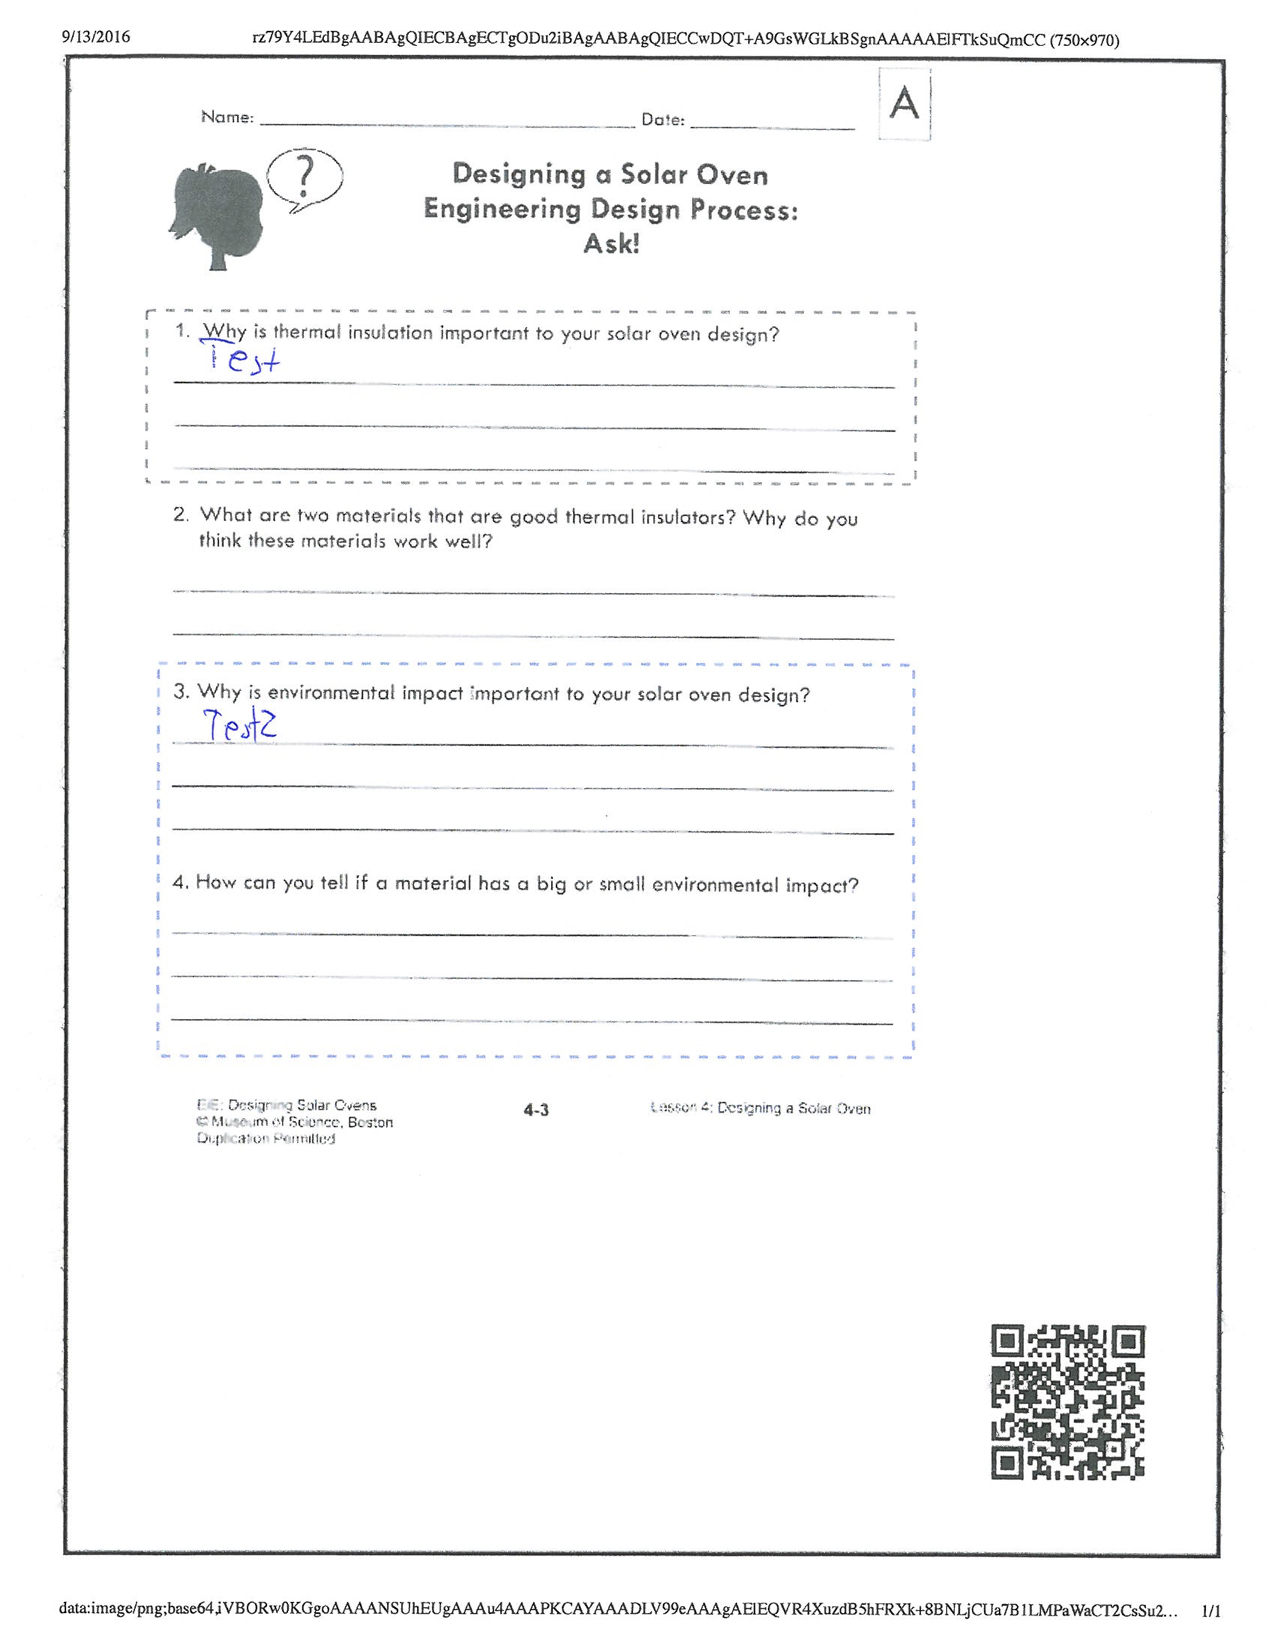 9/13/2016 rz79Y4LEdBgAABAgQIECBAgECTgODu2iBAgAABAgQIECCwDQT+A9GsWGLkBSgnAAAAAElFTkSuQmCC (750×970)
A
Name: Date:
?
Designing a Solar Oven
Engineering Design Process:
Ask!
1. Why is thermal insulation important to your solar oven design?
Test
2. What are two materials that are good thermal insulators? Why do you
think these materials work well?
3. Why is environmental impact important to your solar oven design?
Test2
4. How can you tell if a material has a big or small environmental impact?
EiE: Designing Solar Ovens
© Museum of Science, Boston
Duplication Permitted
4-3
Lesson 4: Designing a Solar Oven
data:image/png;base64,iVBORw0KGgoAAAANSUhEUgAAAu4AAAPKCAYAAADLV99eAAAgAElEQVR4XuzdB5hFRXk+8BNLjCUa7B1LMPaWaCT2CsSu2... 1/1